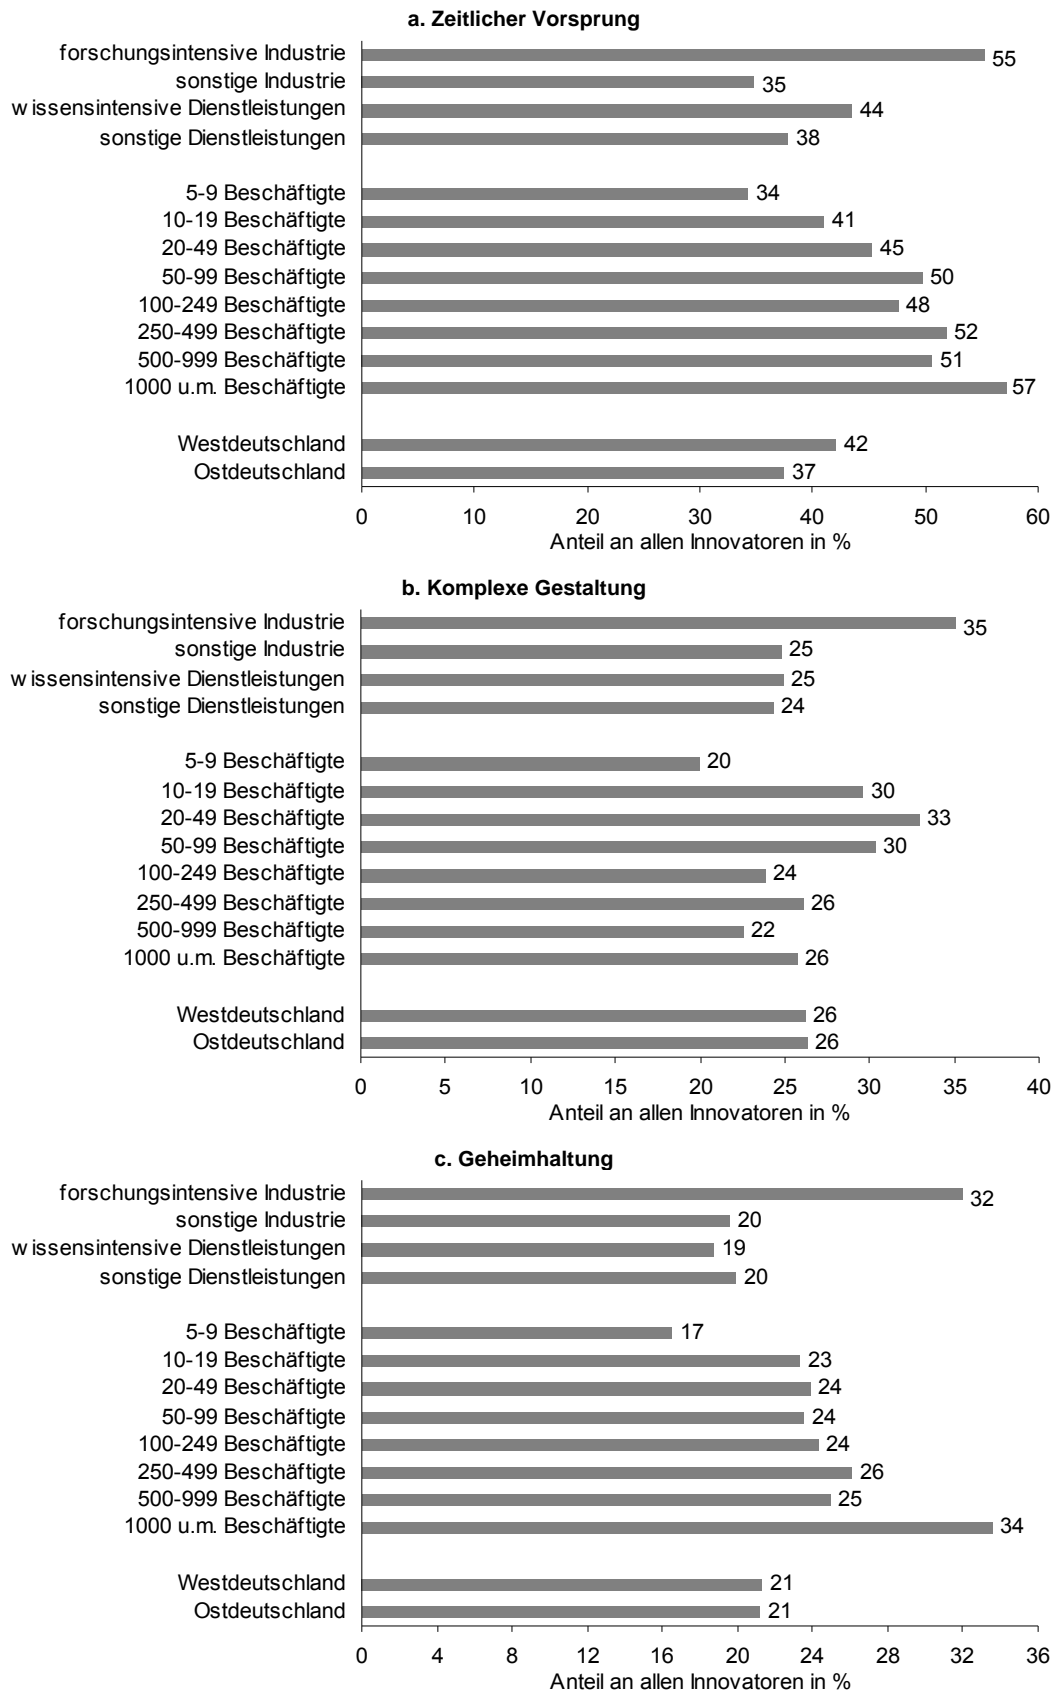 a. Zeitlicher Vorsprung
forschungsintensive Industrie 55
sonstige Industrie 35
wissensintensive Dienstleistungen 44
sonstige Dienstleistungen 38
5-9 Beschäftigte 34
10-19 Beschäftigte 41
20-49 Beschäftigte 45
50-99 Beschäftigte 50
100-249 Beschäftigte 48
250-499 Beschäftigte 52
500-999 Beschäftigte 51
1000 u.m. Beschäftigte 57
Westdeutschland 42
Ostdeutschland 37
0 10 20 30 40 50 60
Anteil an allen Innovatoren in %
b. Komplexe Gestaltung
forschungsintensive Industrie 35
sonstige Industrie 25
wissensintensive Dienstleistungen 25
sonstige Dienstleistungen 24
5-9 Beschäftigte 20
10-19 Beschäftigte 30
20-49 Beschäftigte 33
50-99 Beschäftigte 30
100-249 Beschäftigte 24
250-499 Beschäftigte 26
500-999 Beschäftigte 22
1000 u.m. Beschäftigte 26
Westdeutschland 26
Ostdeutschland 26
0 5 10 15 20 25 30 35 40
Anteil an allen Innovatoren in %
c. Geheimhaltung
forschungsintensive Industrie 32
sonstige Industrie 20
wissensintensive Dienstleistungen 19
sonstige Dienstleistungen 20
5-9 Beschäftigte 17
10-19 Beschäftigte 23
20-49 Beschäftigte 24
50-99 Beschäftigte 24
100-249 Beschäftigte 24
250-499 Beschäftigte 26
500-999 Beschäftigte 25
1000 u.m. Beschäftigte 34
Westdeutschland 21
Ostdeutschland 21
0 4 8 12 16 20 24 28 32 36
Anteil an allen Innovatoren in %